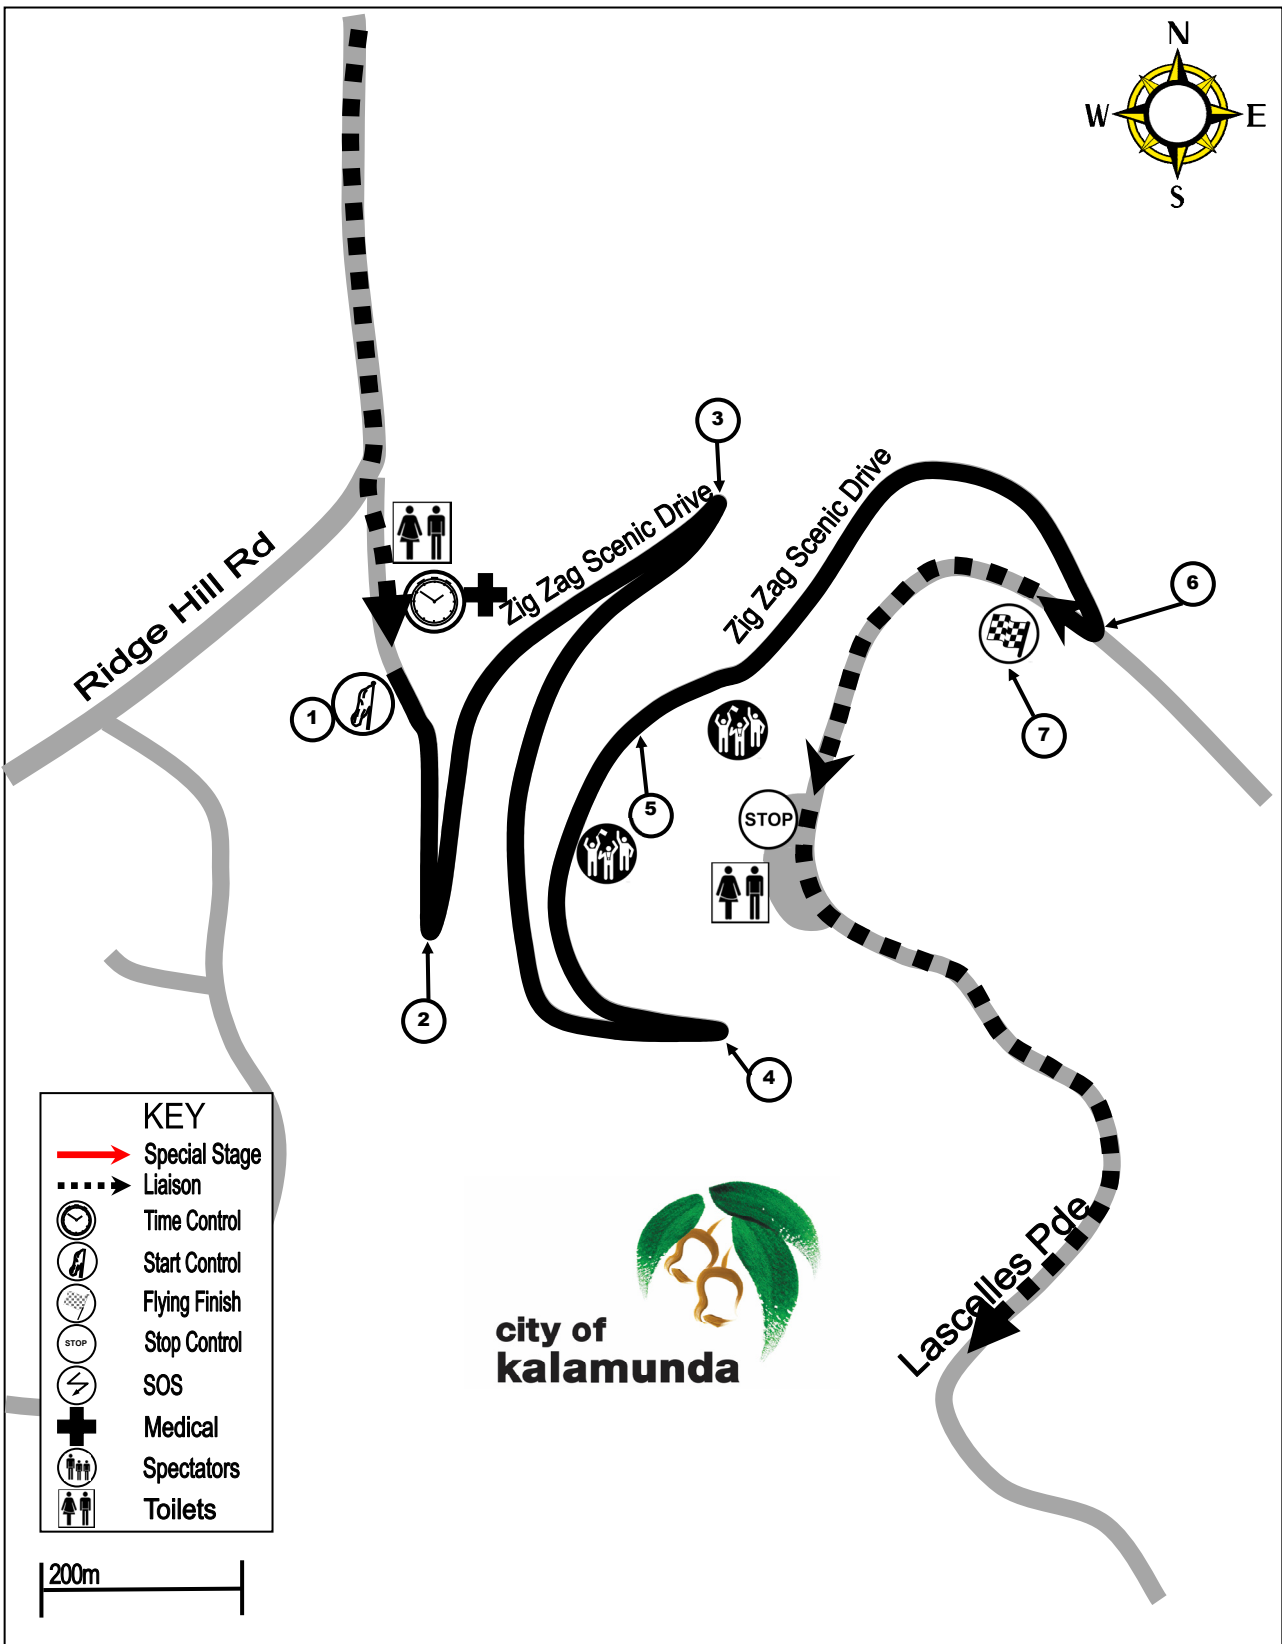 N
W E
S
3
Zig Zag Scenic Drive
Zig Zag Scenic Drive
Ridge Hill Rd
6
1
7
5
STOP
2
4
KEY
Special Stage
Liaison
Time Control
Start Control
Flying Finish
STOP Stop Control
SOS
Medical
Spectators
Toilets
200m
city of
kalamunda
Lascelles Pde